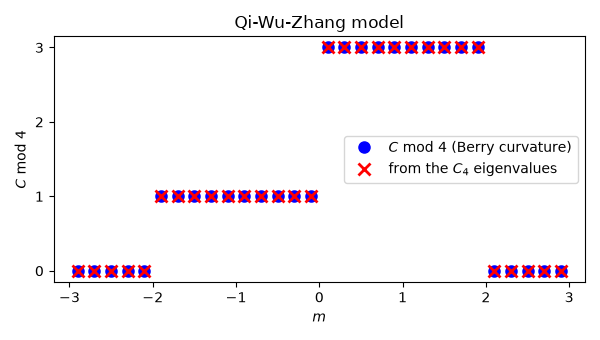 Qi-Wu-Zhang model
3
2
1
0
C mod 4
C mod 4 (Berry curvature)
from the C₄ eigenvalues
−3
−2
−1
0
1
2
3
m